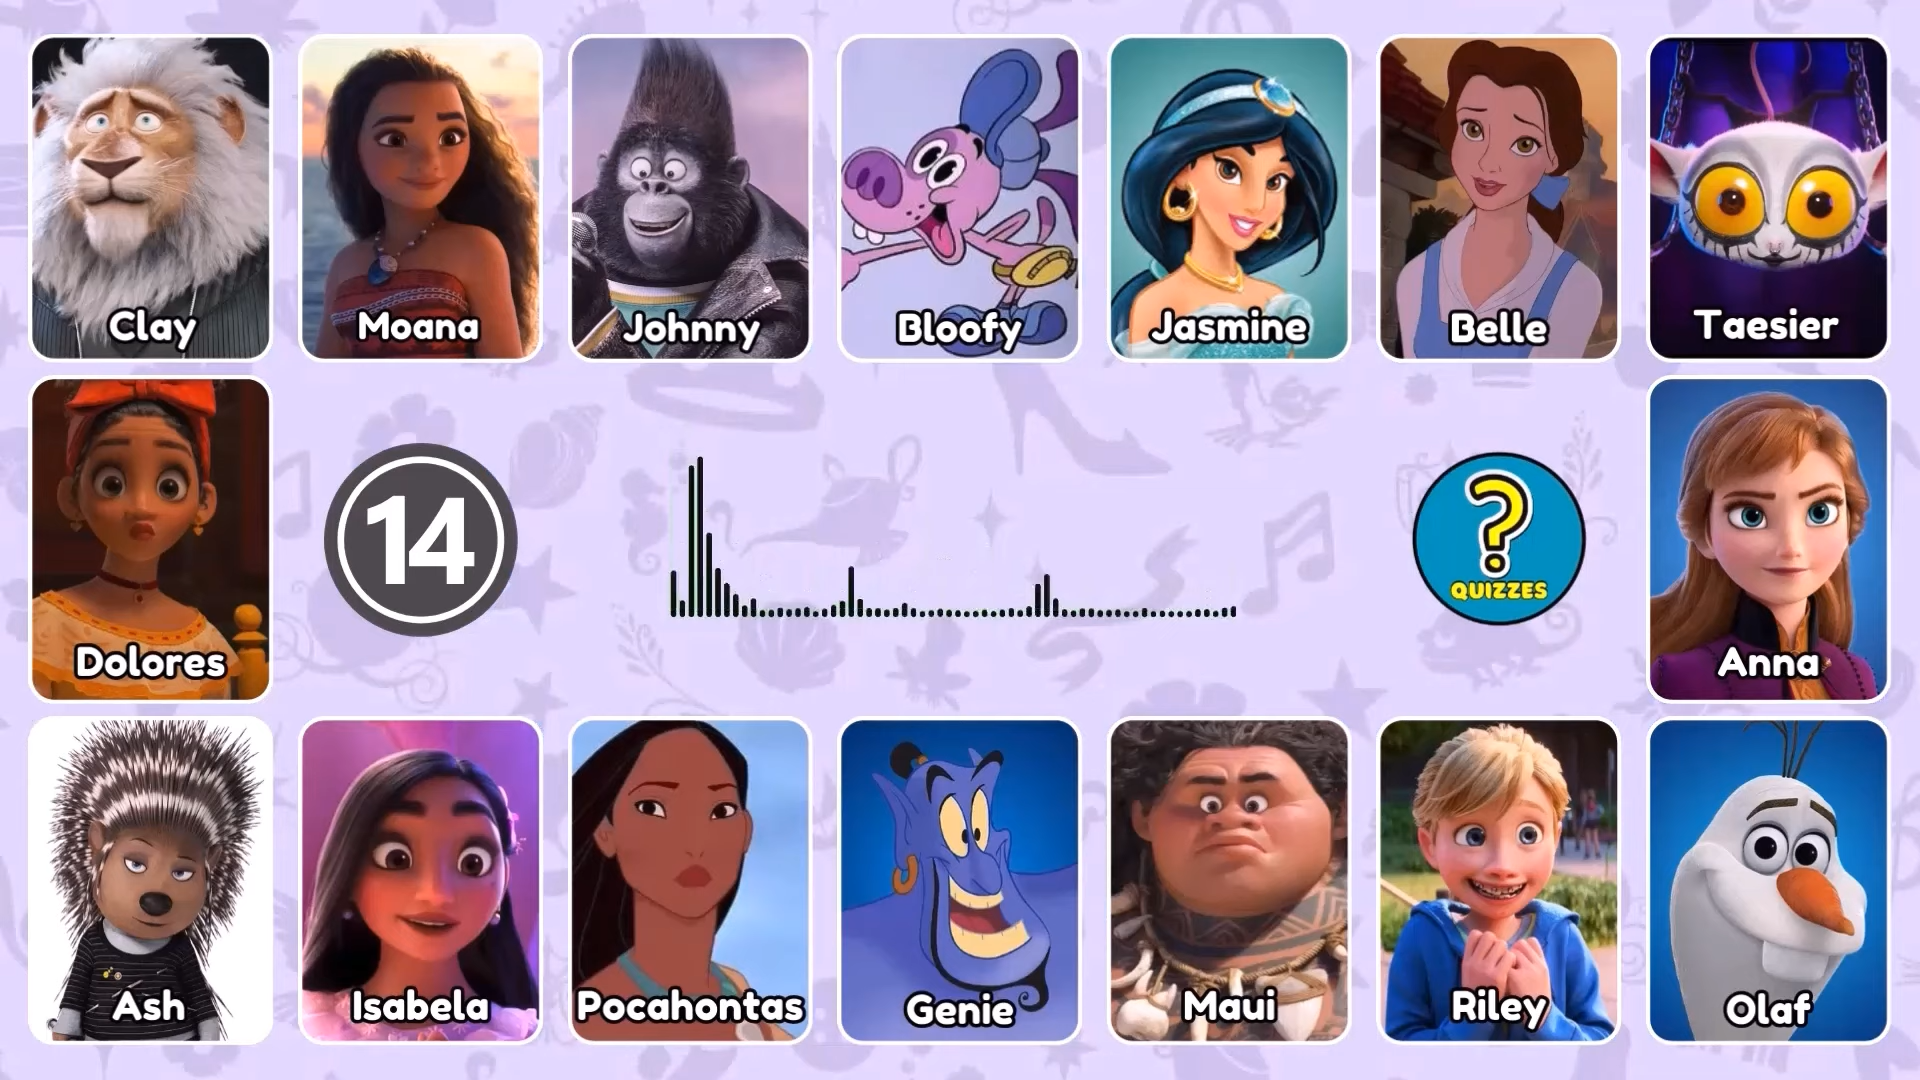 Clay
Moana
Johnny
Bloofy
Jasmine
Belle
Taesier
Dolores
14
?
QUIZZES
Anna
Ash
Isabela
Pocahontas
Genie
Maui
Riley
Olaf